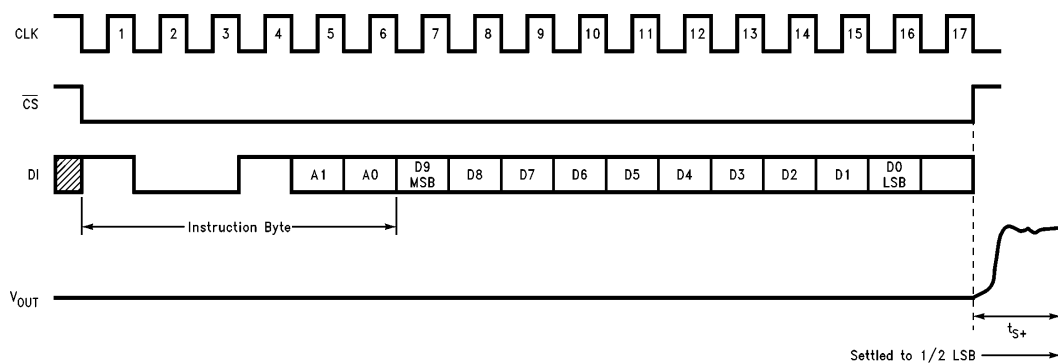 CLK 1 2 3 4 5 6 7 8 9 10 11 12 13 14 15 16 17
CS
DI A1 A0 D9 MSB D8 D7 D6 D5 D4 D3 D2 D1 D0 LSB
Instruction Byte
VOUT
tS+
Settled to 1/2 LSB